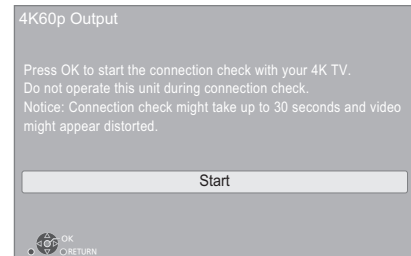 4K60p Output
Press OK to start the connection check with your 4K TV.
Do not operate this unit during connection check.
Notice: Connection check might take up to 30 seconds and video
might appear distorted.
Start
OK
RETURN